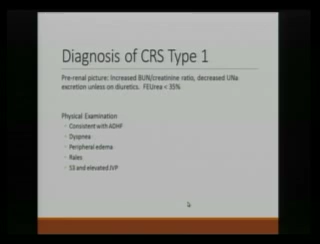 Diagnosis of CRS Type 1
Pre-renal picture: Increased BUN/creatinine ratio, decreased UNa
excretion unless on diuretics. FEUrea < 35%
Physical Examination
Consistent with ADHF
Dyspnea
Peripheral edema
Rales
S3 and elevated JVP